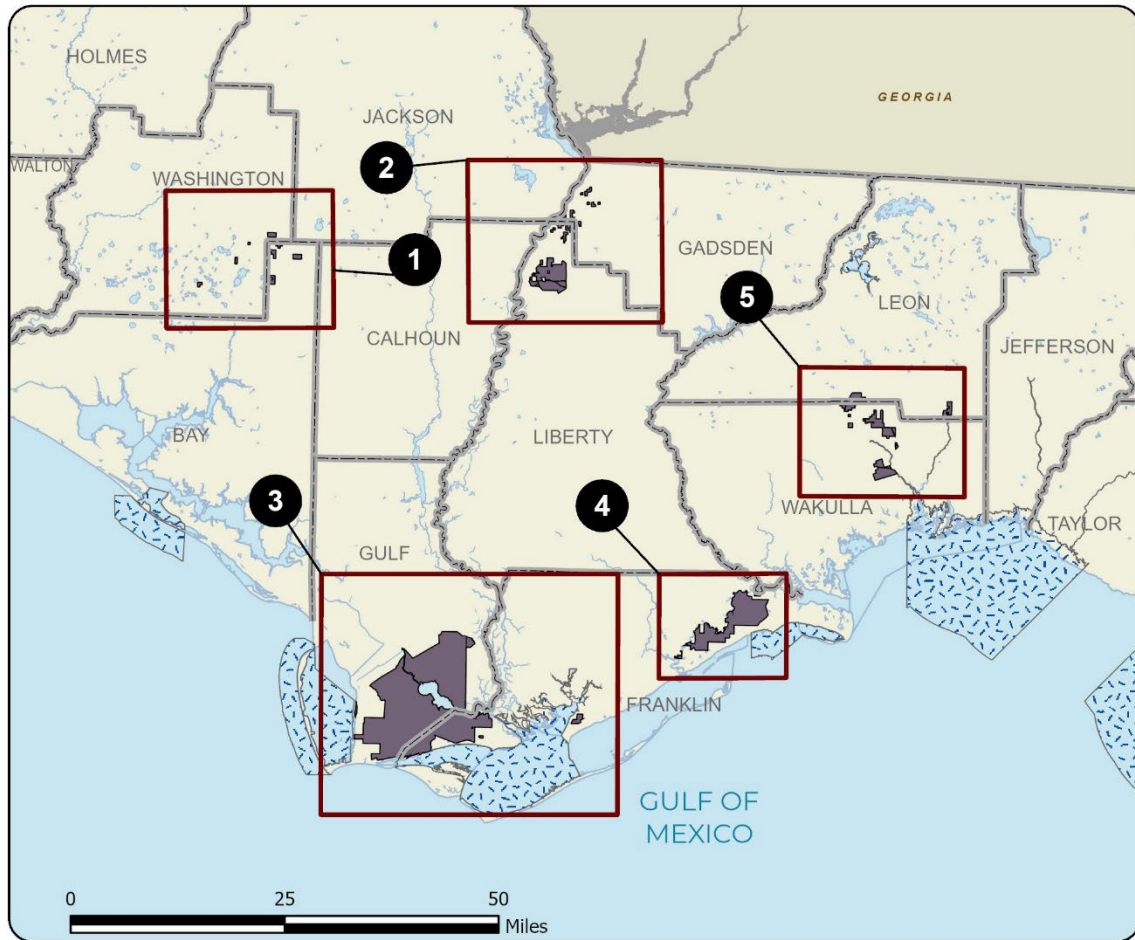 HOLMES
GEORGIA
JACKSON
2
WALTON
WASHINGTON
1
GADSDEN
5
LEON
CALHOUN
JEFFERSON
BAY
LIBERTY
3
4
WAKULLA
TAYLOR
GULF
FRANKLIN
GULF OF
MEXICO
0 25 50
Miles